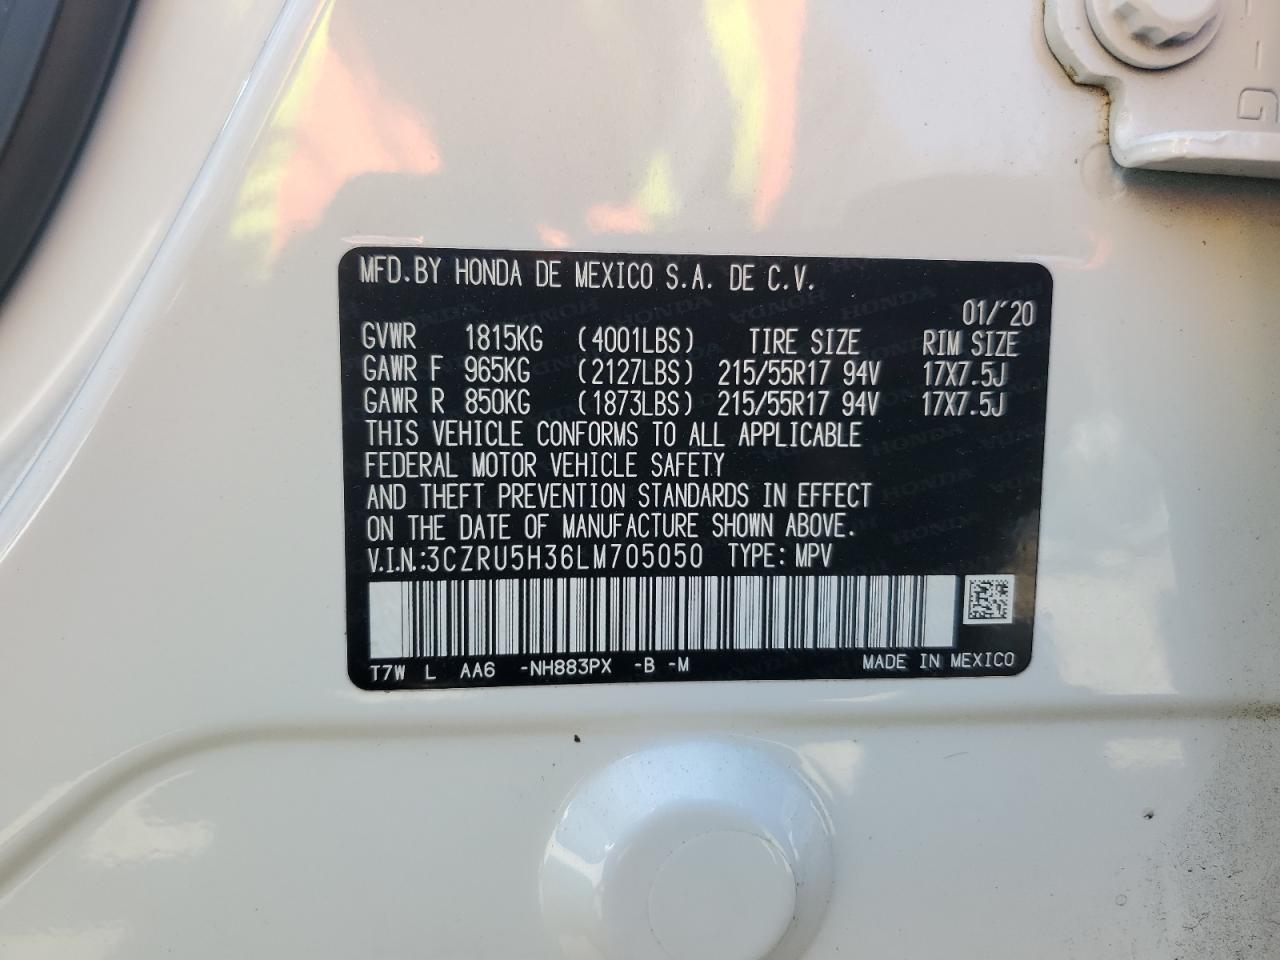 MFD.BY HONDA DE MEXICO S.A. DE C.V.
01/'20
GVWR 1815KG (4001LBS) TIRE SIZE RIM SIZE
GAWR F 965KG (2127LBS) 215/55R17 94V 17X7.5J
GAWR R 850KG (1873LBS) 215/55R17 94V 17X7.5J
THIS VEHICLE CONFORMS TO ALL APPLICABLE
FEDERAL MOTOR VEHICLE SAFETY
AND THEFT PREVENTION STANDARDS IN EFFECT
ON THE DATE OF MANUFACTURE SHOWN ABOVE.
V.I.N.:3CZRU5H36LM705050 TYPE: MPV
T7W L AA6 -NH883PX -B -M MADE IN MEXICO